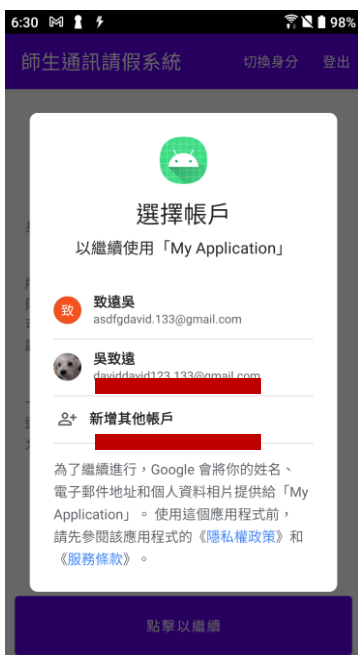 6:30 98%
師生通訊請假系統 切換身分 登出
選擇帳戶
以繼續使用「My Application」
致 致遠吳
asdfgdavid.133@gmail.com
吳致遠
daviddavid123.133@gmail.com
新增其他帳戶
為了繼續進行，Google 會將你的姓名、
電子郵件地址和個人資料相片提供給「My
Application」。使用這個應用程式前，
請先參閱該應用程式的《隱私權政策》和
《服務條款》。
點擊以繼續